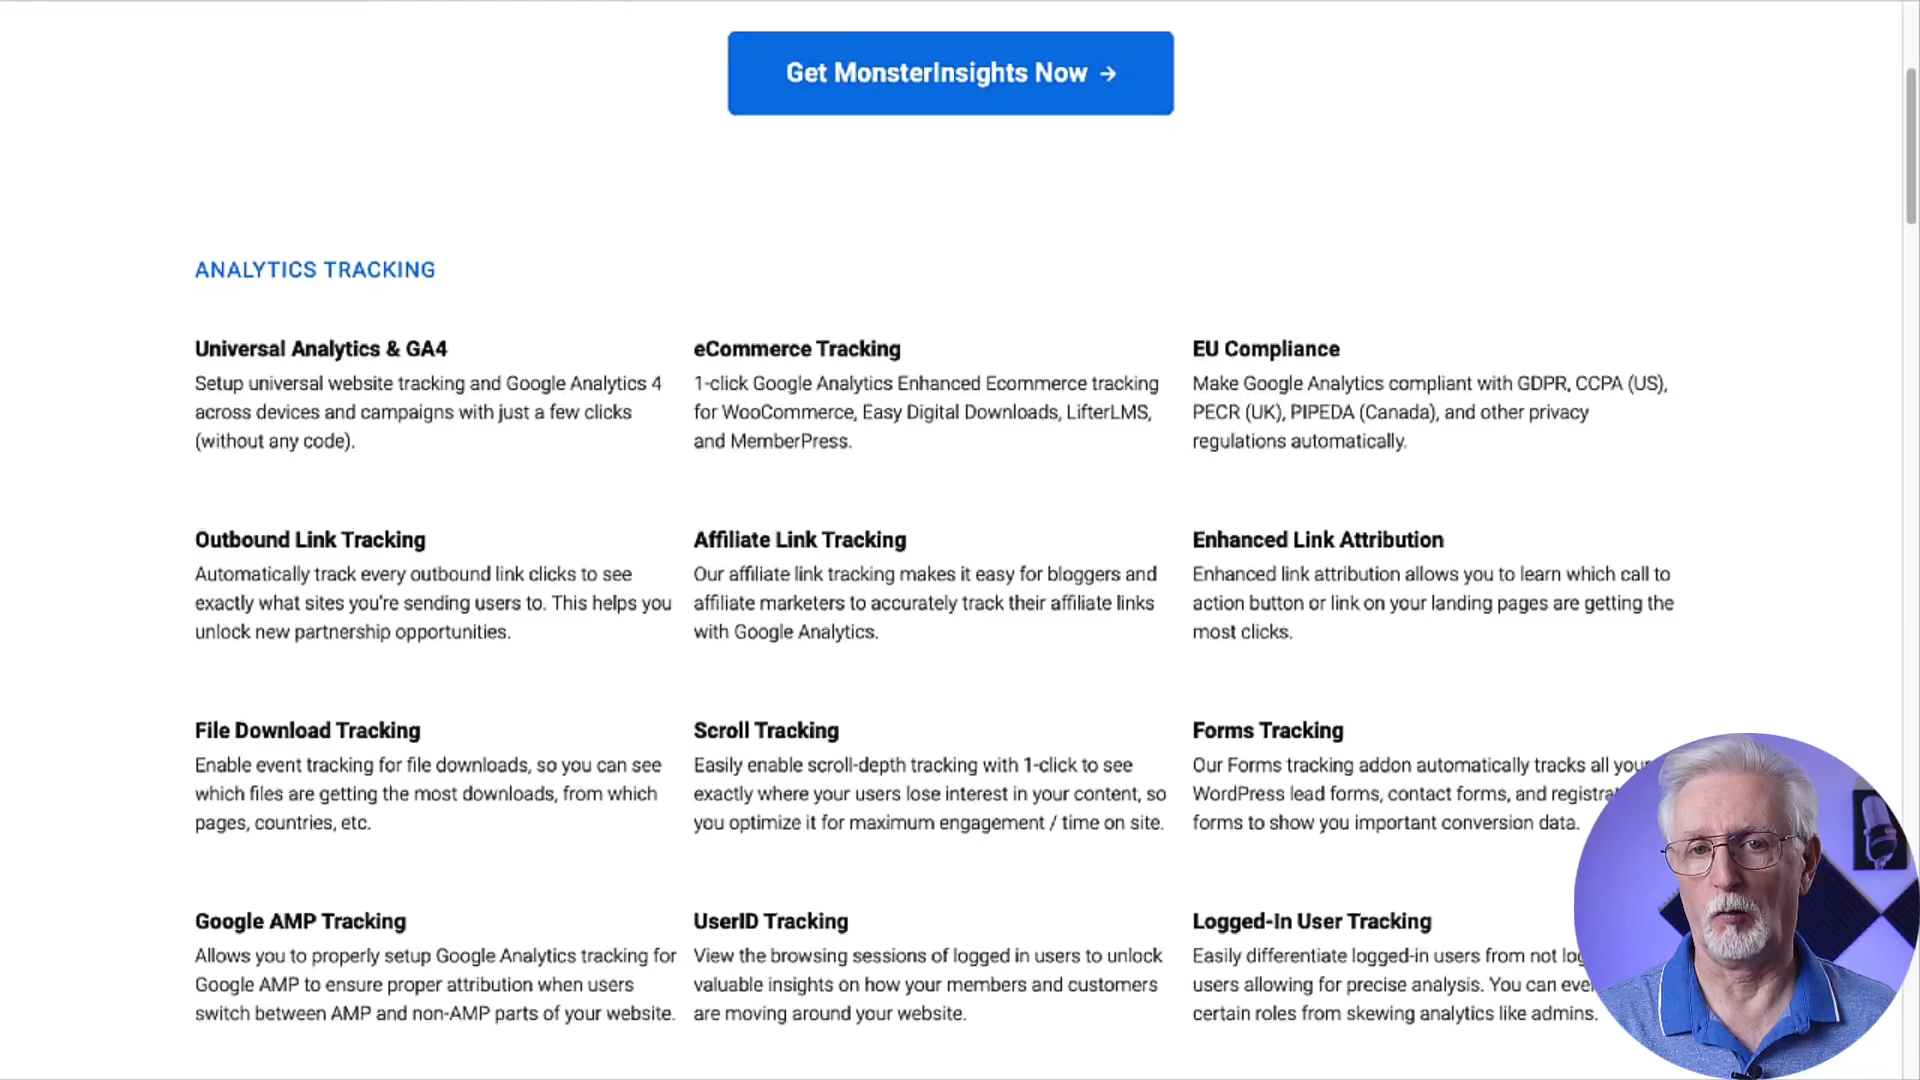 Get MonsterInsights Now →
ANALYTICS TRACKING
Universal Analytics & GA4
Setup universal website tracking and Google Analytics 4
across devices and campaigns with just a few clicks
(without any code).
eCommerce Tracking
1-click Google Analytics Enhanced Ecommerce tracking
for WooCommerce, Easy Digital Downloads, LifterLMS,
and MemberPress.
EU Compliance
Make Google Analytics compliant with GDPR, CCPA (US),
PECR (UK), PIPEDA (Canada), and other privacy
regulations automatically.
Outbound Link Tracking
Automatically track every outbound link clicks to see
exactly what sites you're sending users to. This helps you
unlock new partnership opportunities.
Affiliate Link Tracking
Our affiliate link tracking makes it easy for bloggers and
affiliate marketers to accurately track their affiliate links
with Google Analytics.
Enhanced Link Attribution
Enhanced link attribution allows you to learn which call to
action button or link on your landing pages are getting the
most clicks.
File Download Tracking
Enable event tracking for file downloads, so you can see
which files are getting the most downloads, from which
pages, countries, etc.
Scroll Tracking
Easily enable scroll-depth tracking with 1-click to see
exactly where your users lose interest in your content, so
you optimize it for maximum engagement / time on site.
Forms Tracking
Our Forms tracking addon automatically tracks all your
WordPress lead forms, contact forms, and
forms to show you important conversion data.
Google AMP Tracking
Allows you to properly setup Google Analytics tracking for
Google AMP to ensure proper attribution when users
switch between AMP and non-AMP parts of your website.
UserID Tracking
View the browsing sessions of logged in users to unlock
valuable insights on how your members and customers
are moving around your website.
Logged-In User Tracking
Easily differentiate logged-in users from not
users allowing for precise analysis. You can
certain roles from skewing analytics like admins.